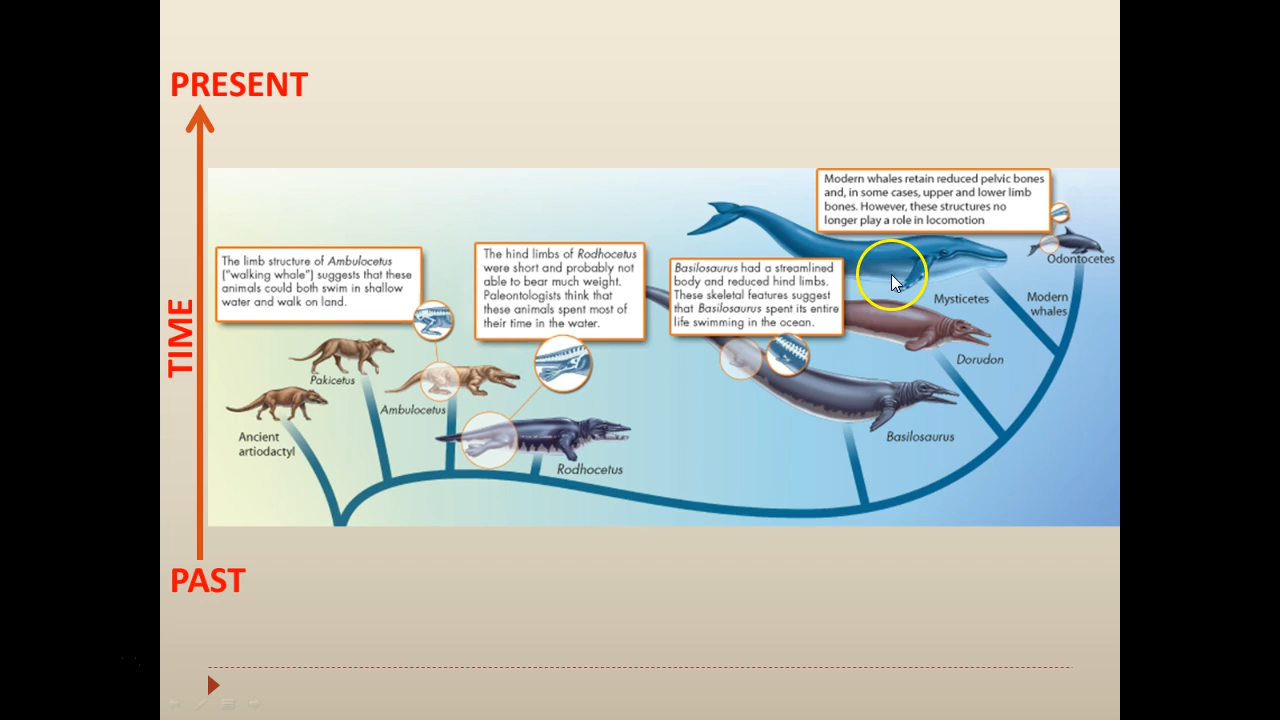 PRESENT
TIME
PAST
The limb structure of Ambulocetus
("walking whale") suggests that these
animals could both swim in shallow
water and walk on land.
The hind limbs of Rodhocetus
were short and probably not
able to bear much weight.
Paleontologists think that
these animals spent most of
their time in the water.
Basilosaurus had a streamlined
body and reduced hind limbs.
These skeletal features suggest
that Basilosaurus spent its entire
life swimming in the ocean.
Modern whales retain reduced pelvic bones
and, in some cases, upper and lower limb
bones. However, these structures no
longer play a role in locomotion
Ancient
artiodactyl
Pakicetus
Ambulocetus
Rodhocetus
Basilosaurus
Dorudon
Mysticetes
Modern
whales
Odontocetes